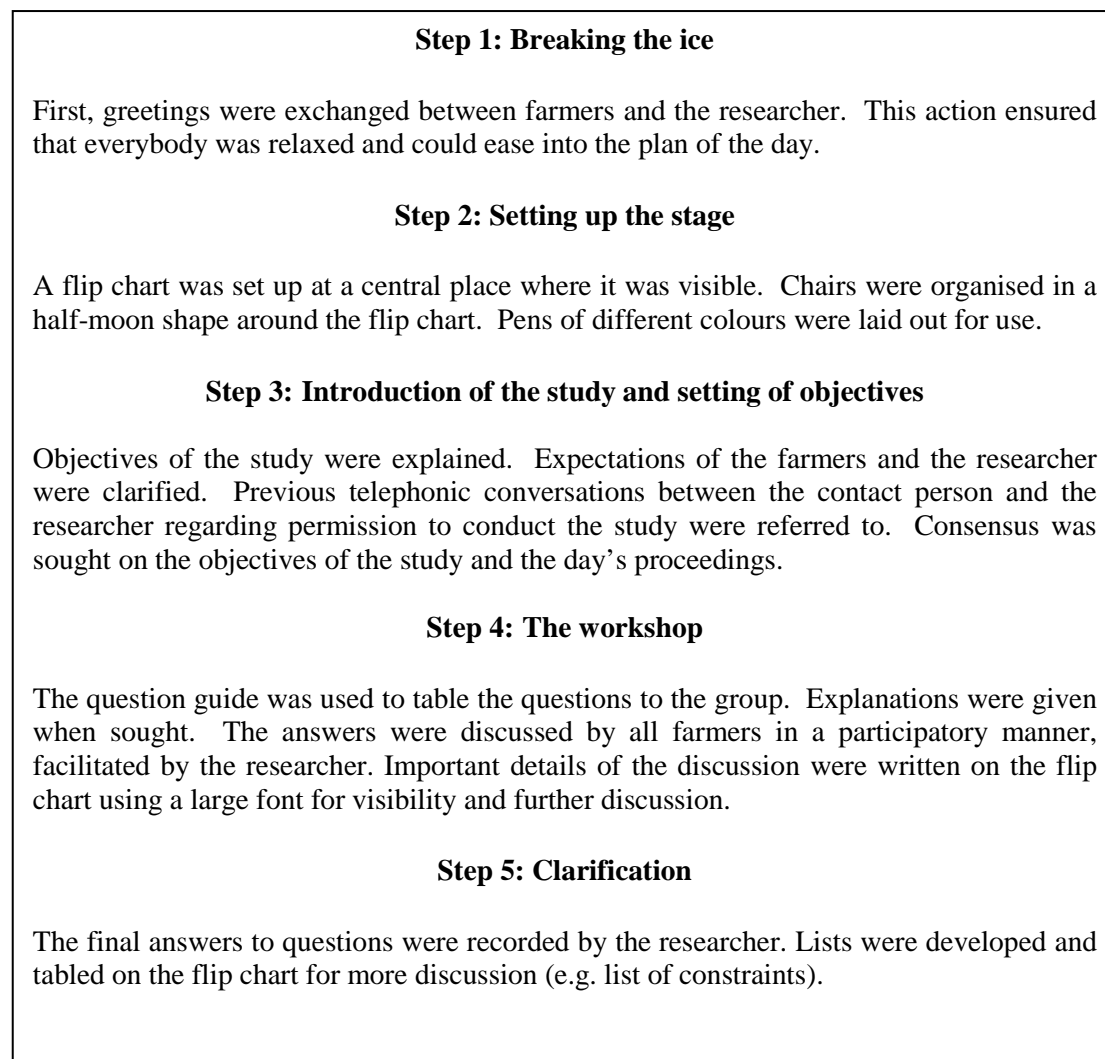 Step 1: Breaking the ice
First, greetings were exchanged between farmers and the researcher. This action ensured
that everybody was relaxed and could ease into the plan of the day.
Step 2: Setting up the stage
A flip chart was set up at a central place where it was visible. Chairs were organised in a
half-moon shape around the flip chart. Pens of different colours were laid out for use.
Step 3: Introduction of the study and setting of objectives
Objectives of the study were explained. Expectations of the farmers and the researcher
were clarified. Previous telephonic conversations between the contact person and the
researcher regarding permission to conduct the study were referred to. Consensus was
sought on the objectives of the study and the day’s proceedings.
Step 4: The workshop
The question guide was used to table the questions to the group. Explanations were given
when sought. The answers were discussed by all farmers in a participatory manner,
facilitated by the researcher. Important details of the discussion were written on the flip
chart using a large font for visibility and further discussion.
Step 5: Clarification
The final answers to questions were recorded by the researcher. Lists were developed and
tabled on the flip chart for more discussion (e.g. list of constraints).